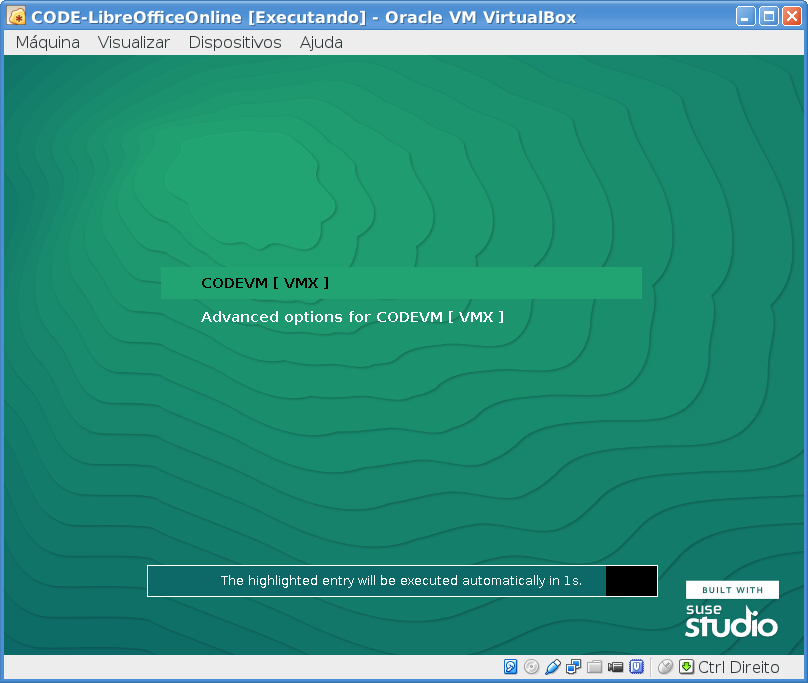 CODE-LibreOfficeOnline [Executando] - Oracle VM VirtualBox
Máquina Visualizar Dispositivos Ajuda
CODEVM [ VMX ]
Advanced options for CODEVM [ VMX ]
The highlighted entry will be executed automatically in 1s.
BUILT WITH
suse
studio
Ctrl Direito